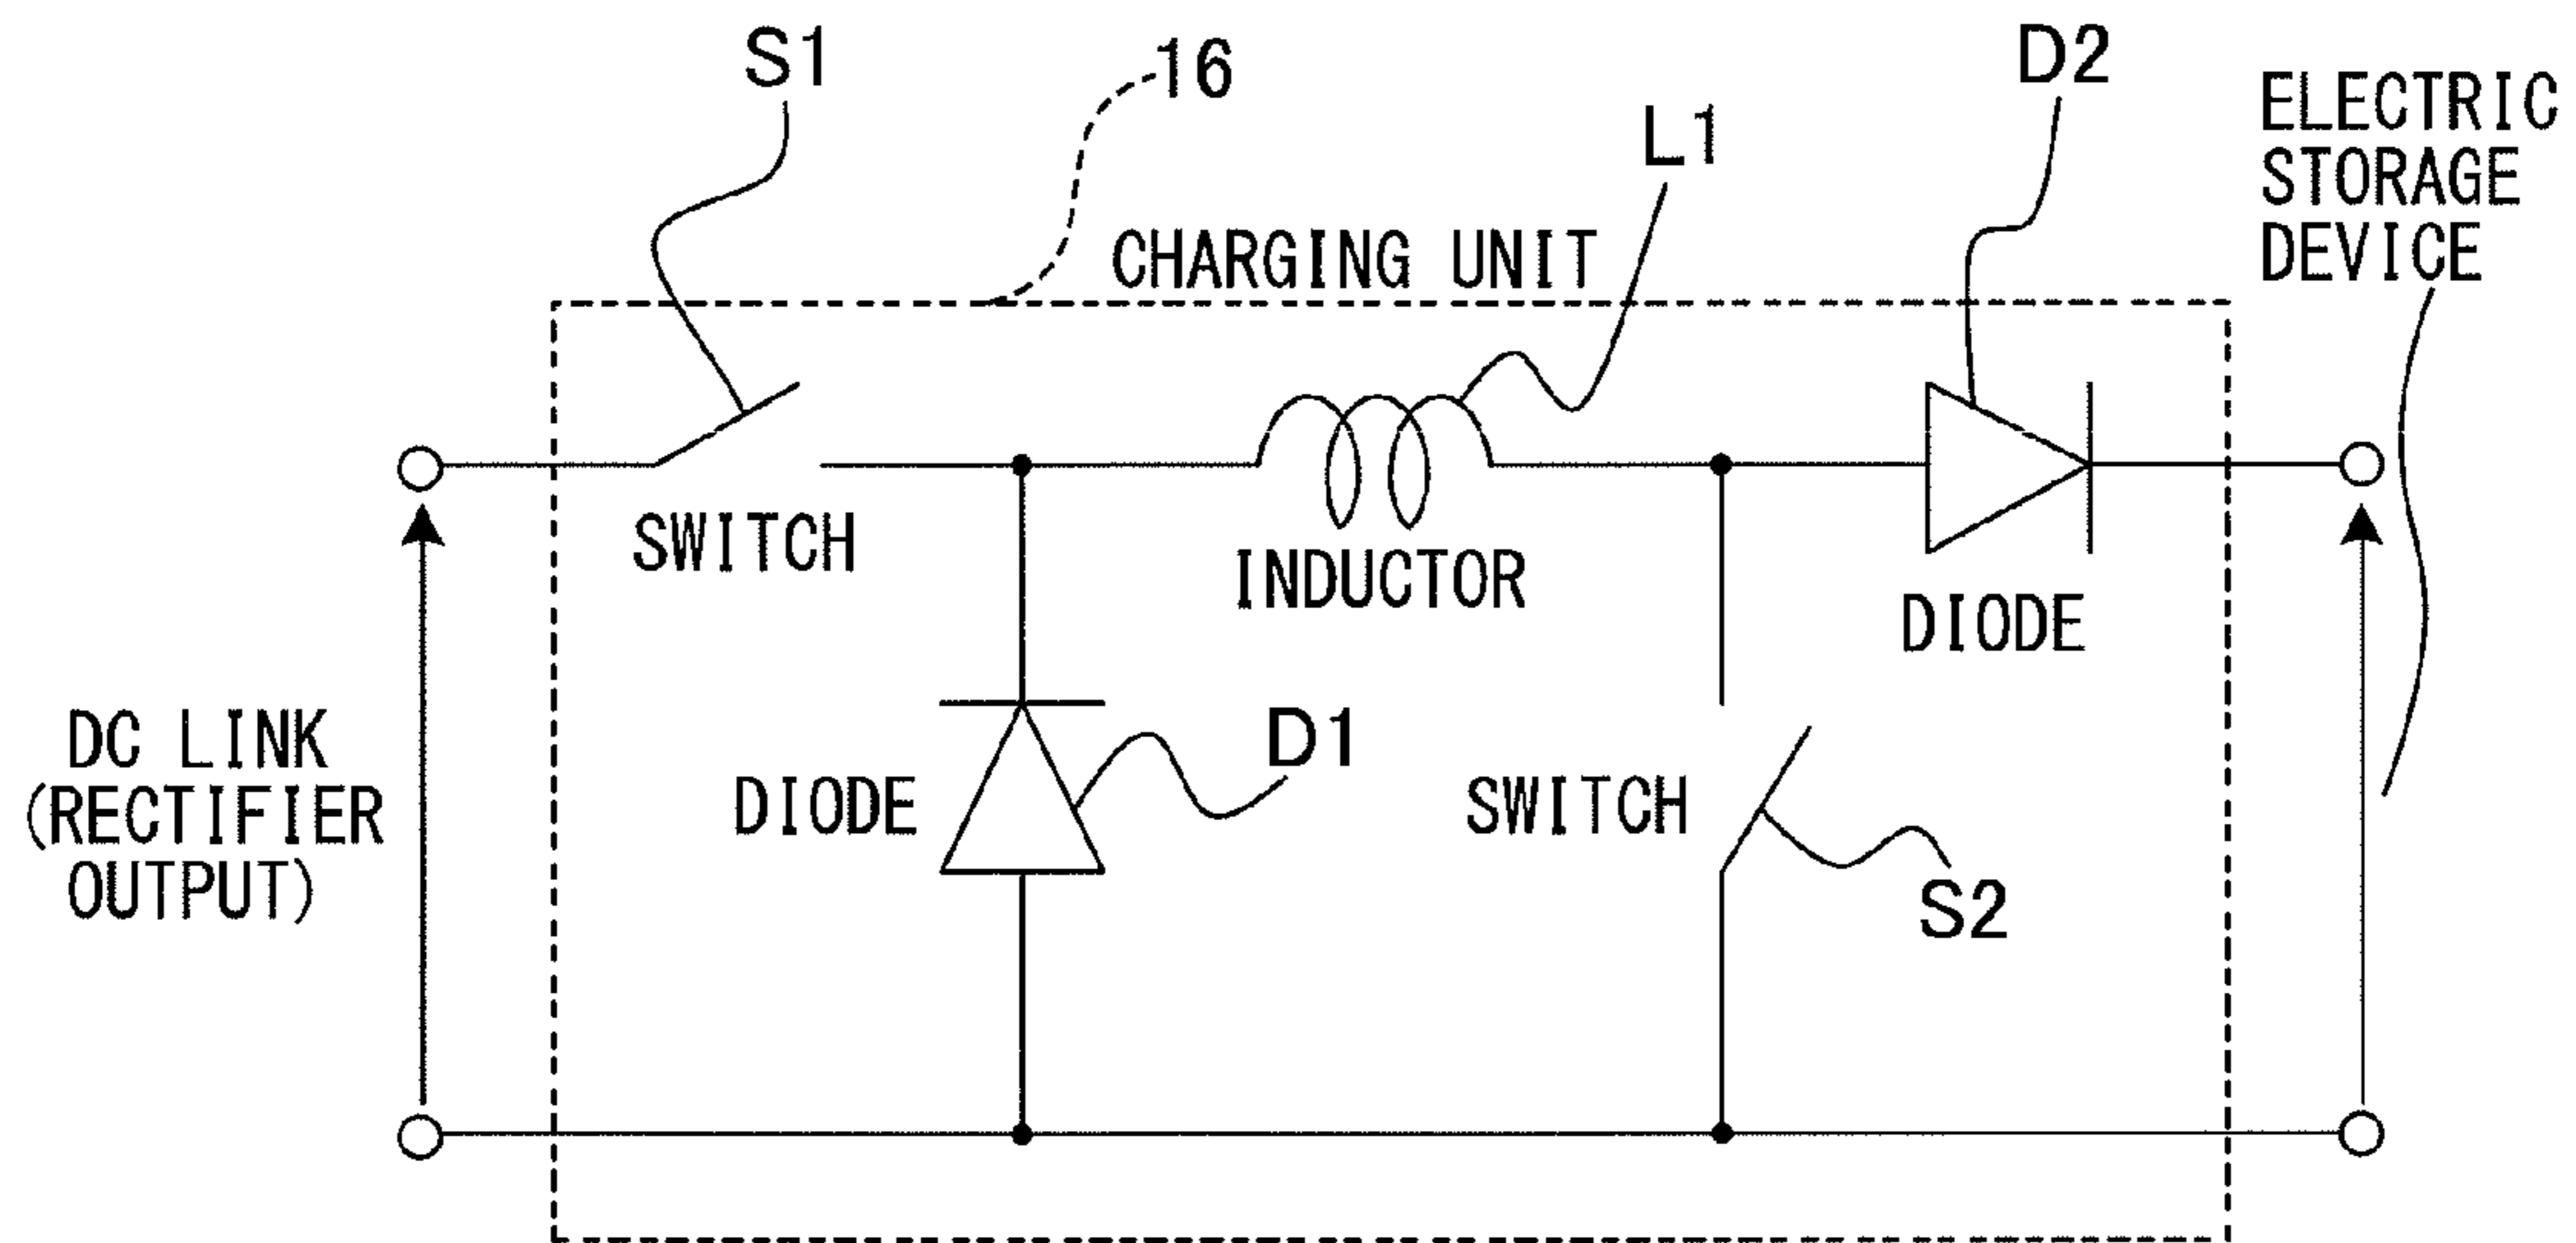 S1
16
D2
L1
ELECTRIC
STORAGE
DEVICE
CHARGING UNIT
SWITCH
INDUCTOR
DIODE
DC LINK
(RECTIFIER
OUTPUT)
DIODE
D1
SWITCH
S2